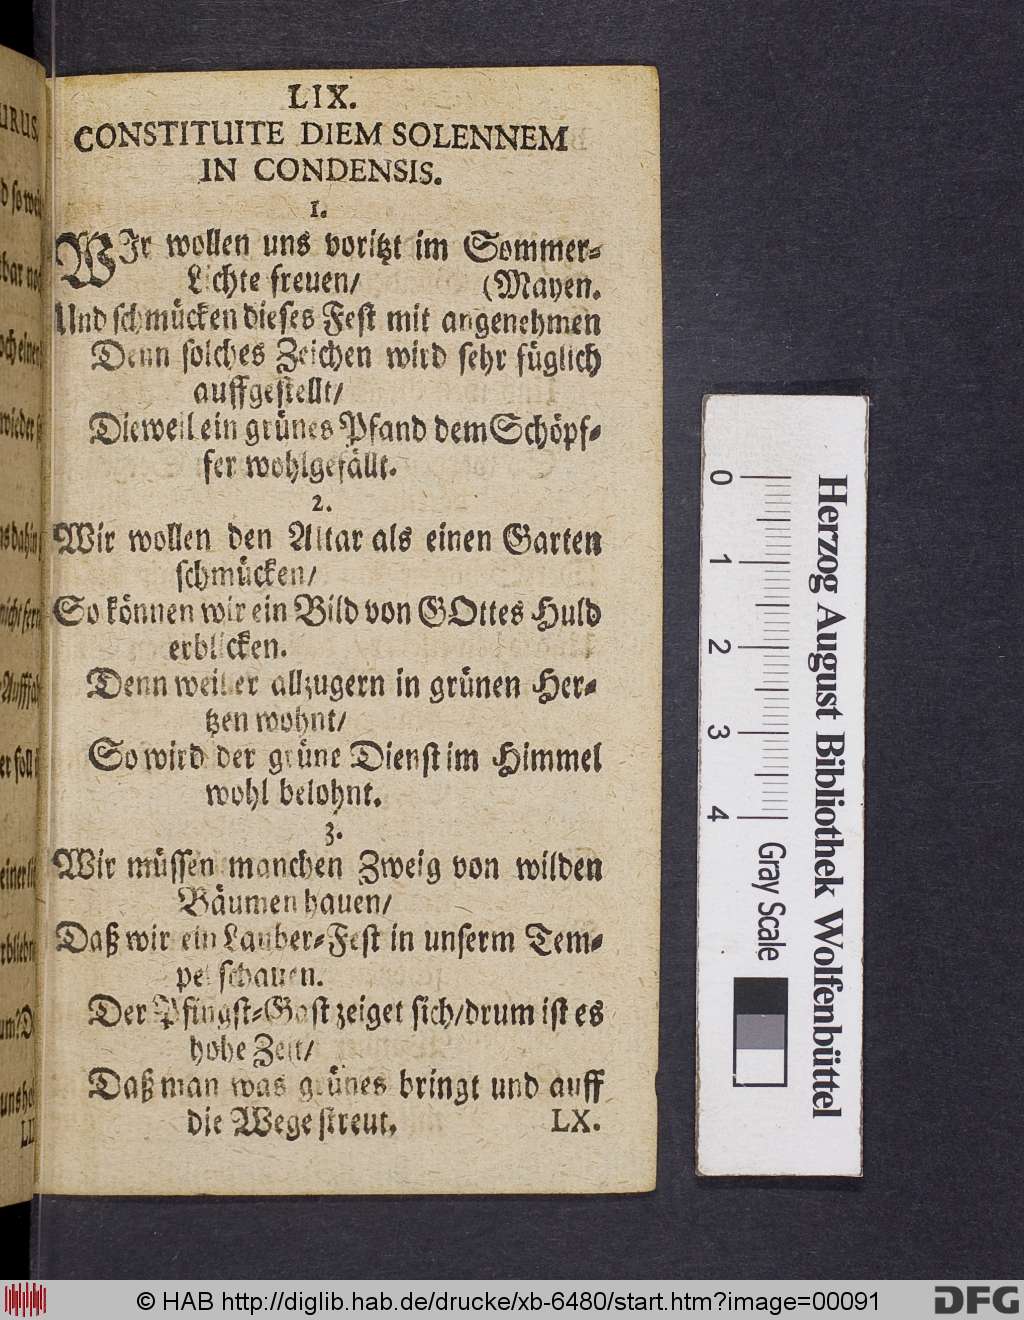 LIX.
CONSTITUITE DIEM SOLENNEM
IN CONDENSIS.
1.
WIr wollen uns voritzt im Sommer-
Lichte freuen/ (Mayen.
Und schmücken dieses Fest mit angenehmen
Denn solches Zeichen wird sehr füglich
auffgestellt/
Dieweil ein grünes Pfand dem Schöpf-
fer wohlgefällt.
2.
Wir wollen den Altar als einen Garten
schmücken/
So können wir ein Bild von GOttes Huld
erblicken.
Denn weil er allzugern in grünen Her-
tzen wohnt/
So wird der grüne Dienst im Himmel
wohl belohnt.
3.
Wir müssen manchen Zweig von wilden
Bäumen hauen/
Daß wir ein Lauber-Fest in unserm Tem-
pel schauen.
Der Pfingst-Gast zeiget sich/drum ist es
hohe Zeit/
Daß man was grünes bringt und auff
die Wege streut. LX.
URUS.
0 1 2 3 4
Gray Scale
Herzog August Bibliothek Wolfenbüttel
© HAB http://diglib.hab.de/drucke/xb-6480/start.htm?image=00091
DFG